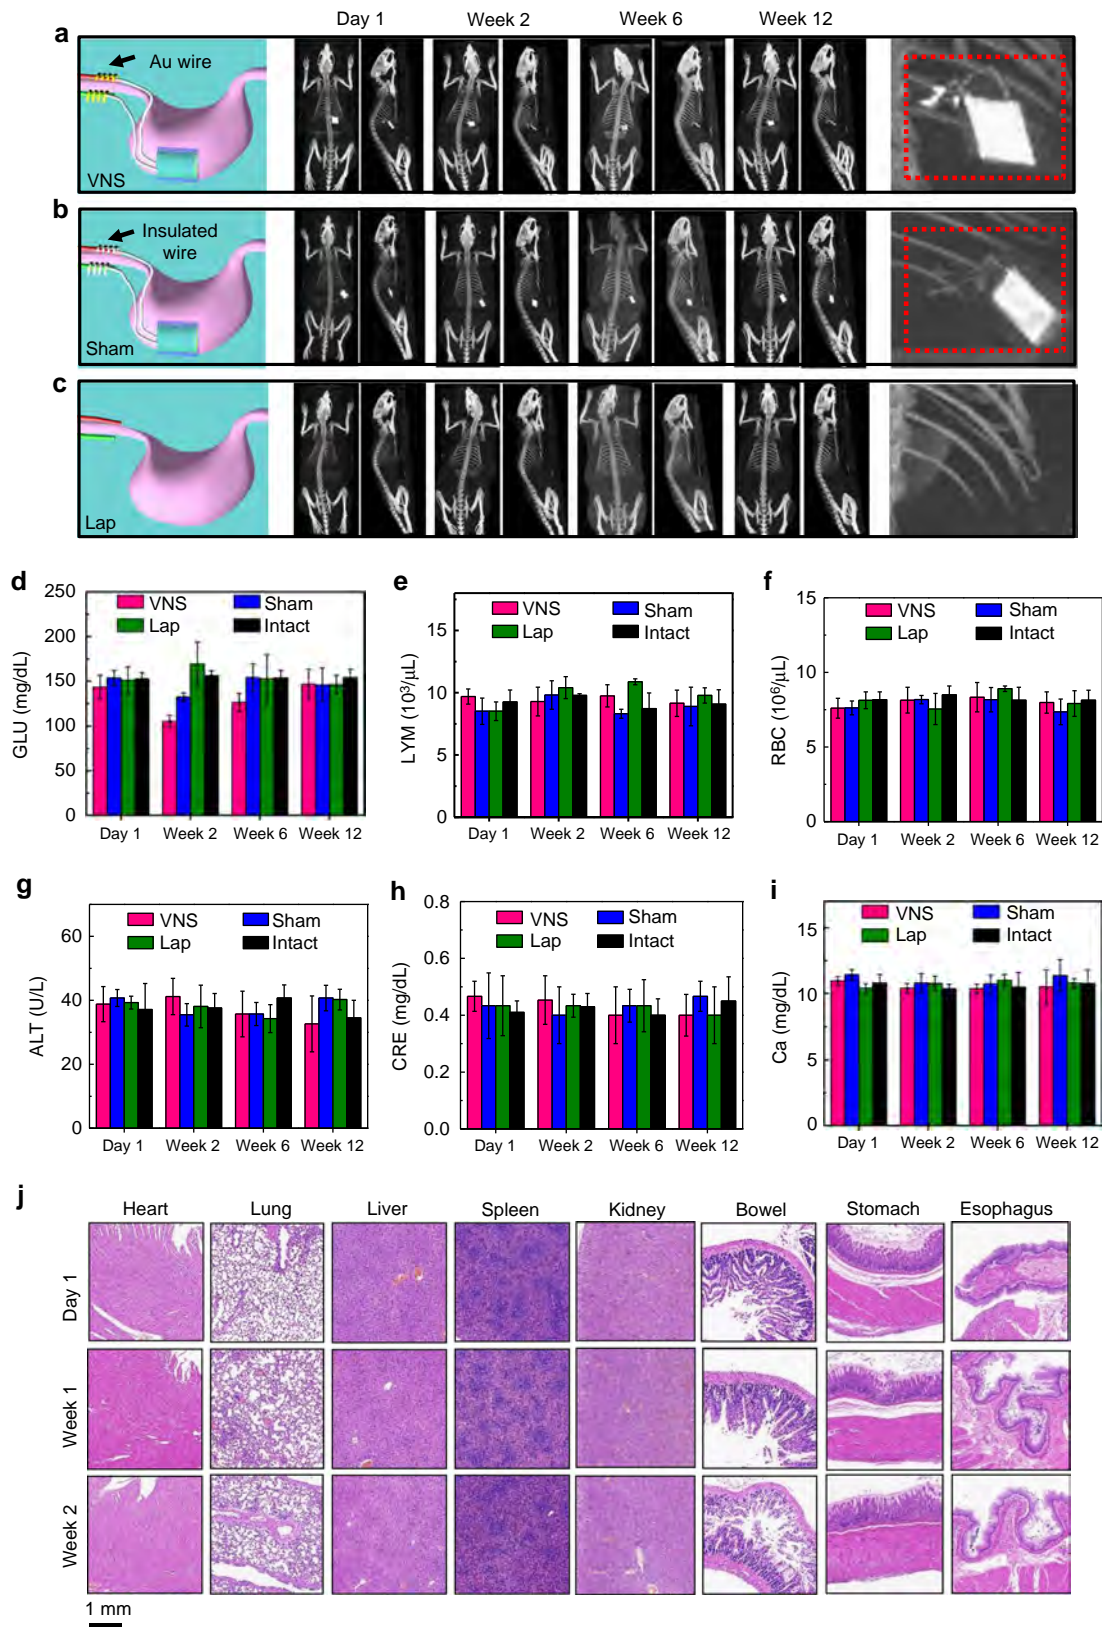 Day 1 Week 2 Week 6 Week 12
a
Au wire
VNS
b
Insulated
wire
Sham
c
Lap
d
250
200
150
100
50
0
GLU (mg/dL)
VNS Sham
Lap Intact
Day 1 Week 2 Week 6 Week 12
e
15
10
5
0
LYM (10³/μL)
VNS Sham
Lap Intact
Day 1 Week 2 Week 6 Week 12
f
15
10
5
0
RBC (10⁶/μL)
VNS Sham
Lap Intact
Day 1 Week 2 Week 6 Week 12
g
60
40
20
0
ALT (U/L)
VNS Sham
Lap Intact
Day 1 Week 2 Week 6 Week 12
h
0.8
0.6
0.4
0.2
0.0
CRE (mg/dL)
VNS Sham
Lap Intact
Day 1 Week 2 Week 6 Week 12
i
15
10
5
0
Ca (mg/dL)
VNS Sham
Lap Intact
Day 1 Week 2 Week 6 Week 12
j
Heart Lung Liver Spleen Kidney Bowel Stomach Esophagus
Day 1
Week 1
Week 2
1 mm